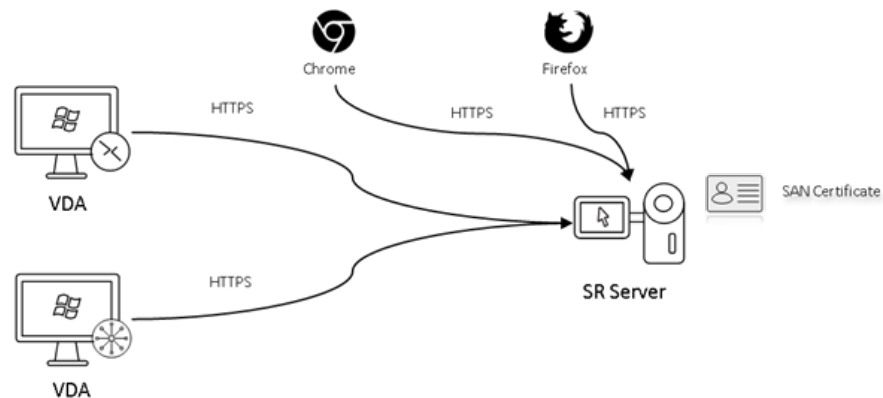 Chrome
Firefox
HTTPS
HTTPS
HTTPS
VDA
SAN Certificate
HTTPS
SR Server
VDA